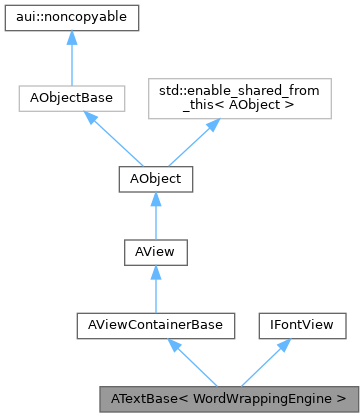 aui::noncopyable
AObjectBase
std::enable_shared_from
_this< AObject >
AObject
AView
AViewContainerBase
IFontView
ATextBase< WordWrappingEngine >